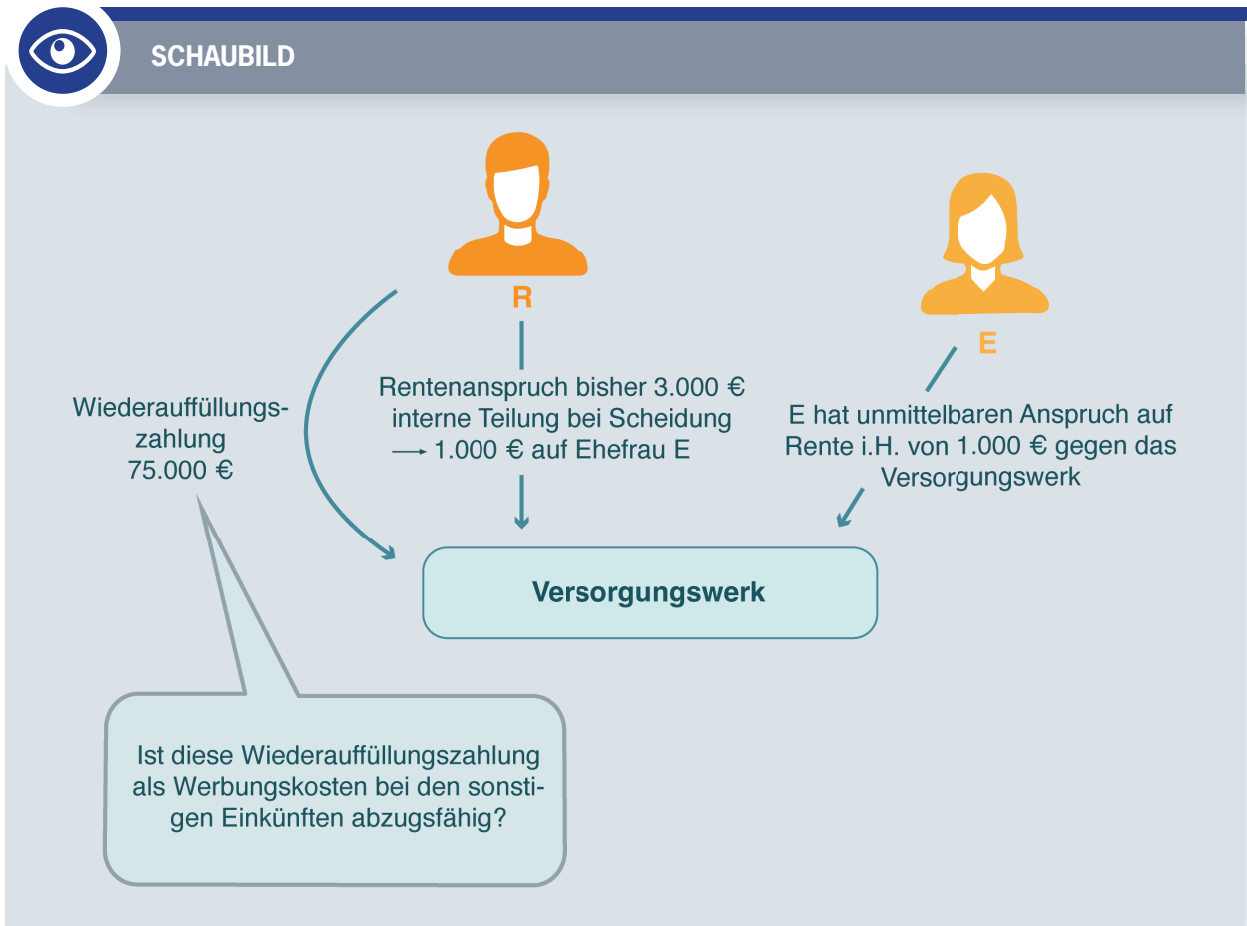 SCHAUBILD
R
E
Rentenanspruch bisher 3.000 €
interne Teilung bei Scheidung
→ 1.000 € auf Ehefrau E
Wiederauffüllungs-
zahlung
75.000 €
E hat unmittelbaren Anspruch auf
Rente i.H. von 1.000 € gegen das
Versorgungswerk
Versorgungswerk
Ist diese Wiederauffüllungszahlung
als Werbungskosten bei den sonsti-
gen Einkünften abzugsfähig?